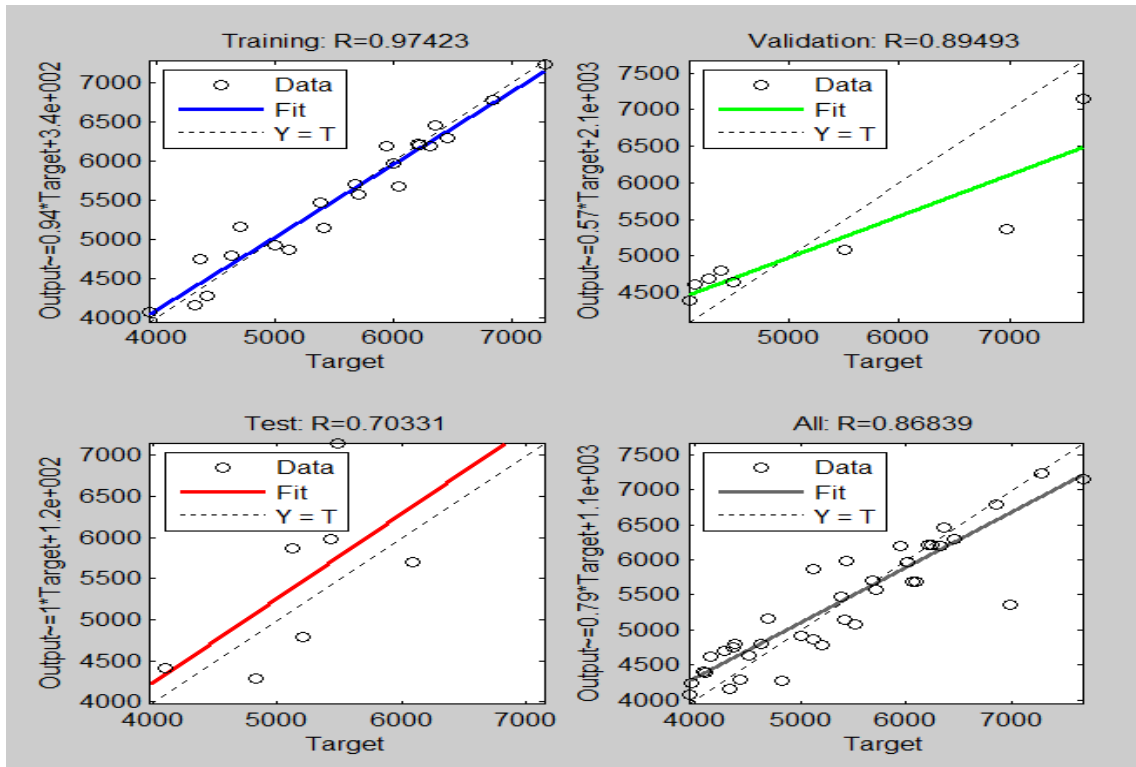 Training: R=0.97423
Output~=0.94*Target+3.4e+002
7000
6500
6000
5500
5000
4500
4000
Data
Fit
Y = T
4000 5000 6000 7000
Target
Validation: R=0.89493
Output~=0.57*Target+2.1e+003
7500
7000
6500
6000
5500
5000
4500
Data
Fit
Y = T
5000 6000 7000
Target
Test: R=0.70331
Output~=1*Target+1.2e+002
7000
6500
6000
5500
5000
4500
4000
Data
Fit
Y = T
4000 5000 6000 7000
Target
All: R=0.86839
Output~=0.79*Target+1.1e+003
7500
7000
6500
6000
5500
5000
4500
4000
Data
Fit
Y = T
4000 5000 6000 7000
Target